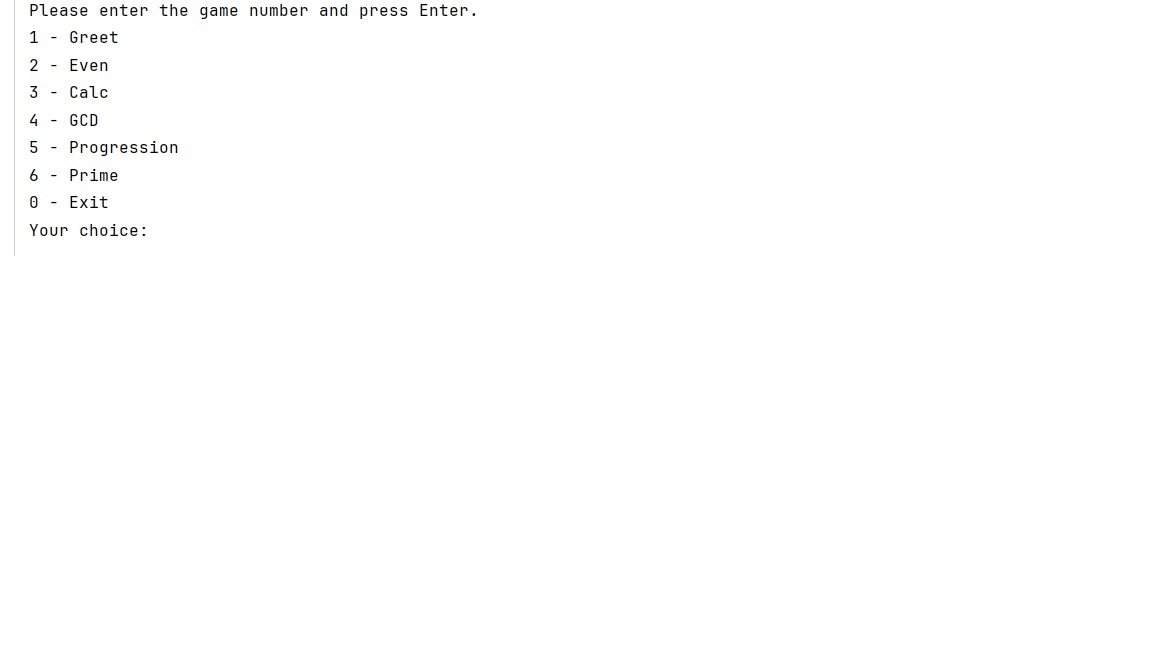 Please enter the game number and press Enter.
1 - Greet
2 - Even
3 - Calc
4 - GCD
5 - Progression
6 - Prime
0 - Exit
Your choice: